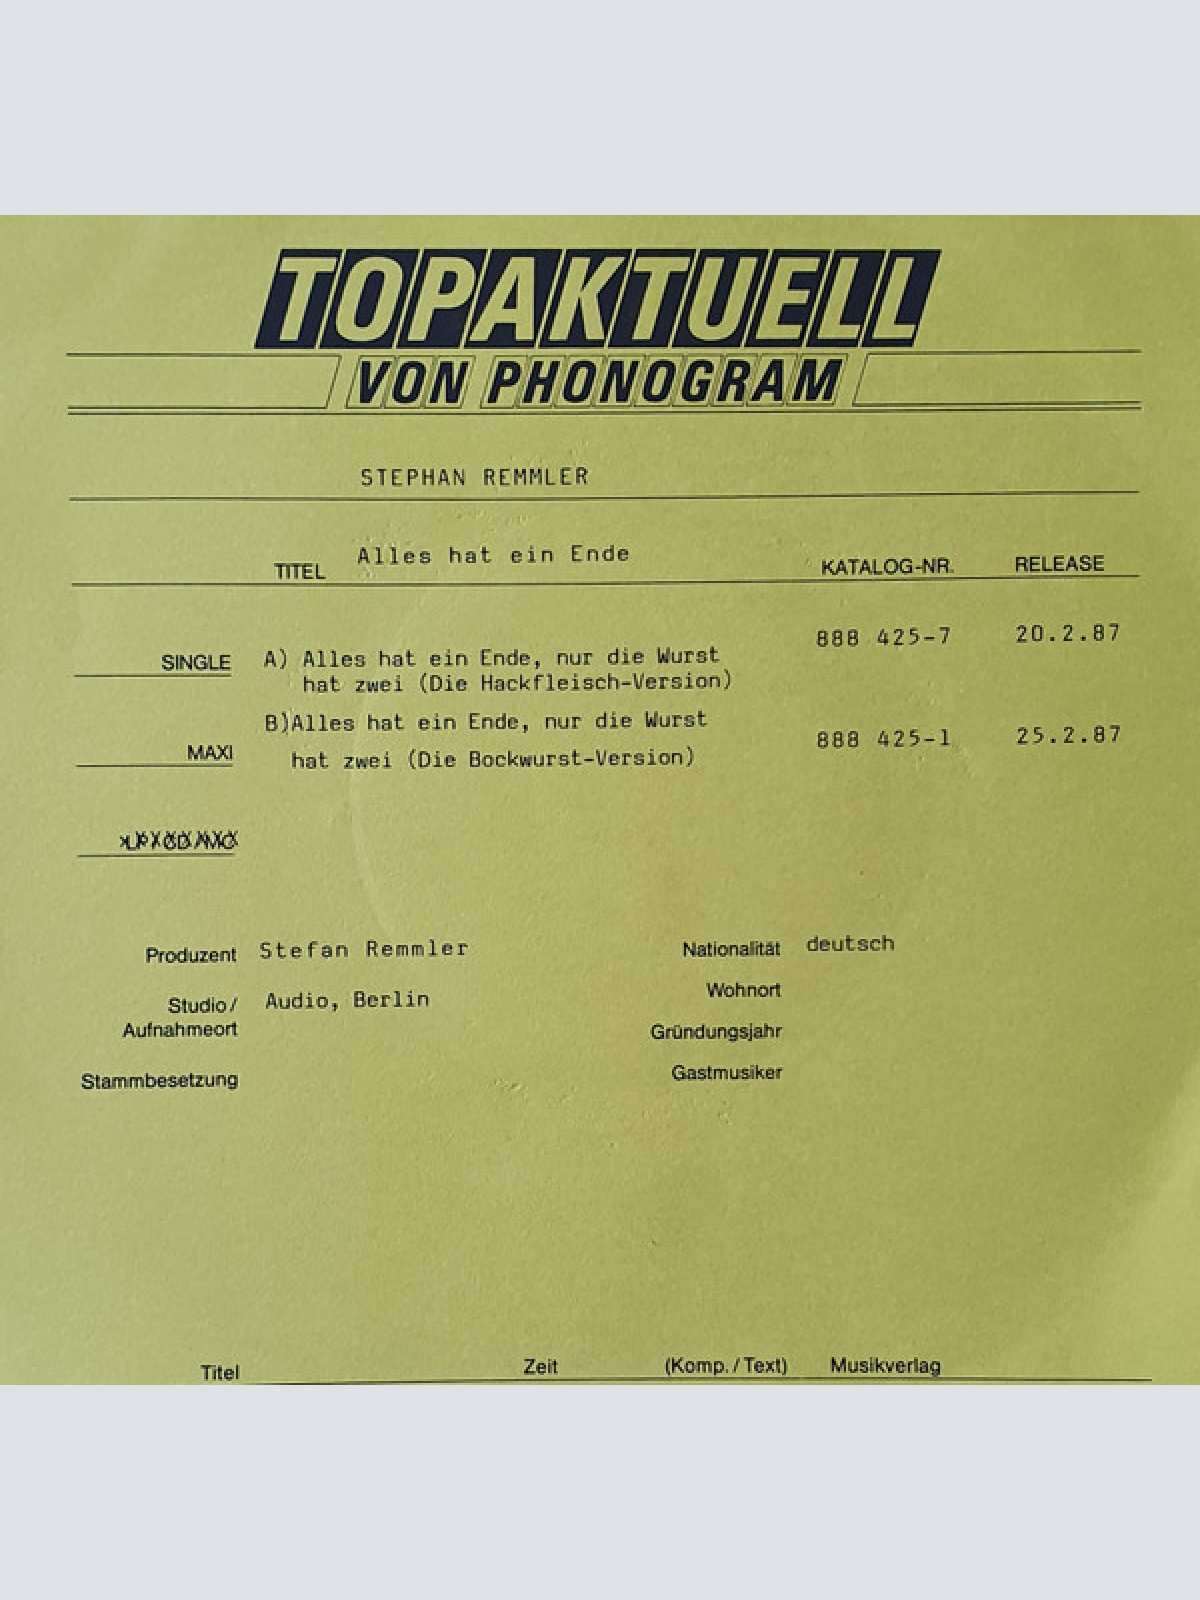 TOPAKTUELL
VON PHONOGRAM
STEPHAN REMMLER
TITEL Alles hat ein Ende KATALOG-NR. RELEASE
888 425-7 20.2.87
SINGLE A) Alles hat ein Ende, nur die Wurst
hat zwei (Die Hackfleisch-Version)
B)Alles hat ein Ende, nur die Wurst
888 425-1 25.2.87
MAXI hat zwei (Die Bockwurst-Version)
LP/CD/MC
Produzent Stefan Remmler Nationalität deutsch
Studio/ Audio, Berlin Wohnort
Aufnahmeort Gründungsjahr
Stammbesetzung Gastmusiker
Titel Zeit (Komp./Text) Musikverlag